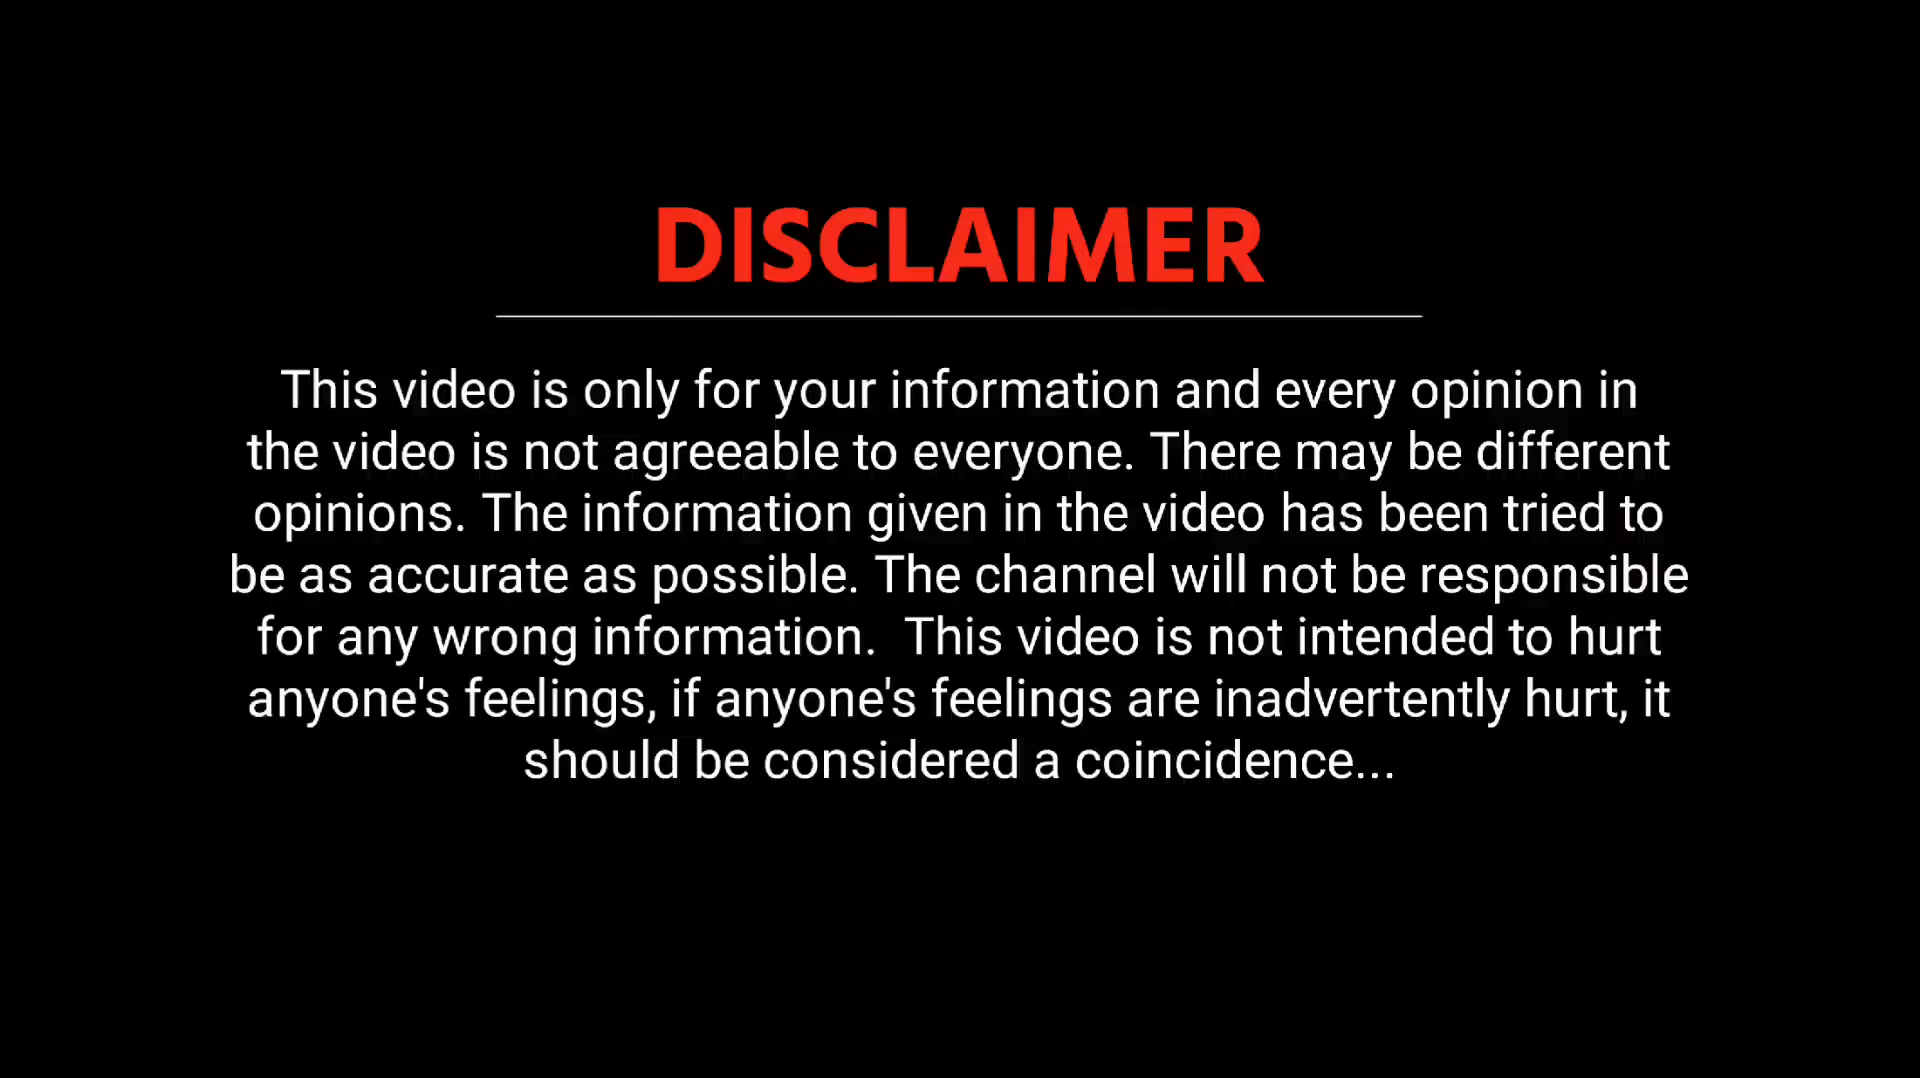 DISCLAIMER
This video is only for your information and every opinion in
the video is not agreeable to everyone. There may be different
opinions. The information given in the video has been tried to
be as accurate as possible. The channel will not be responsible
for any wrong information.  This video is not intended to hurt
anyone's feelings, if anyone's feelings are inadvertently hurt, it
should be considered a coincidence...